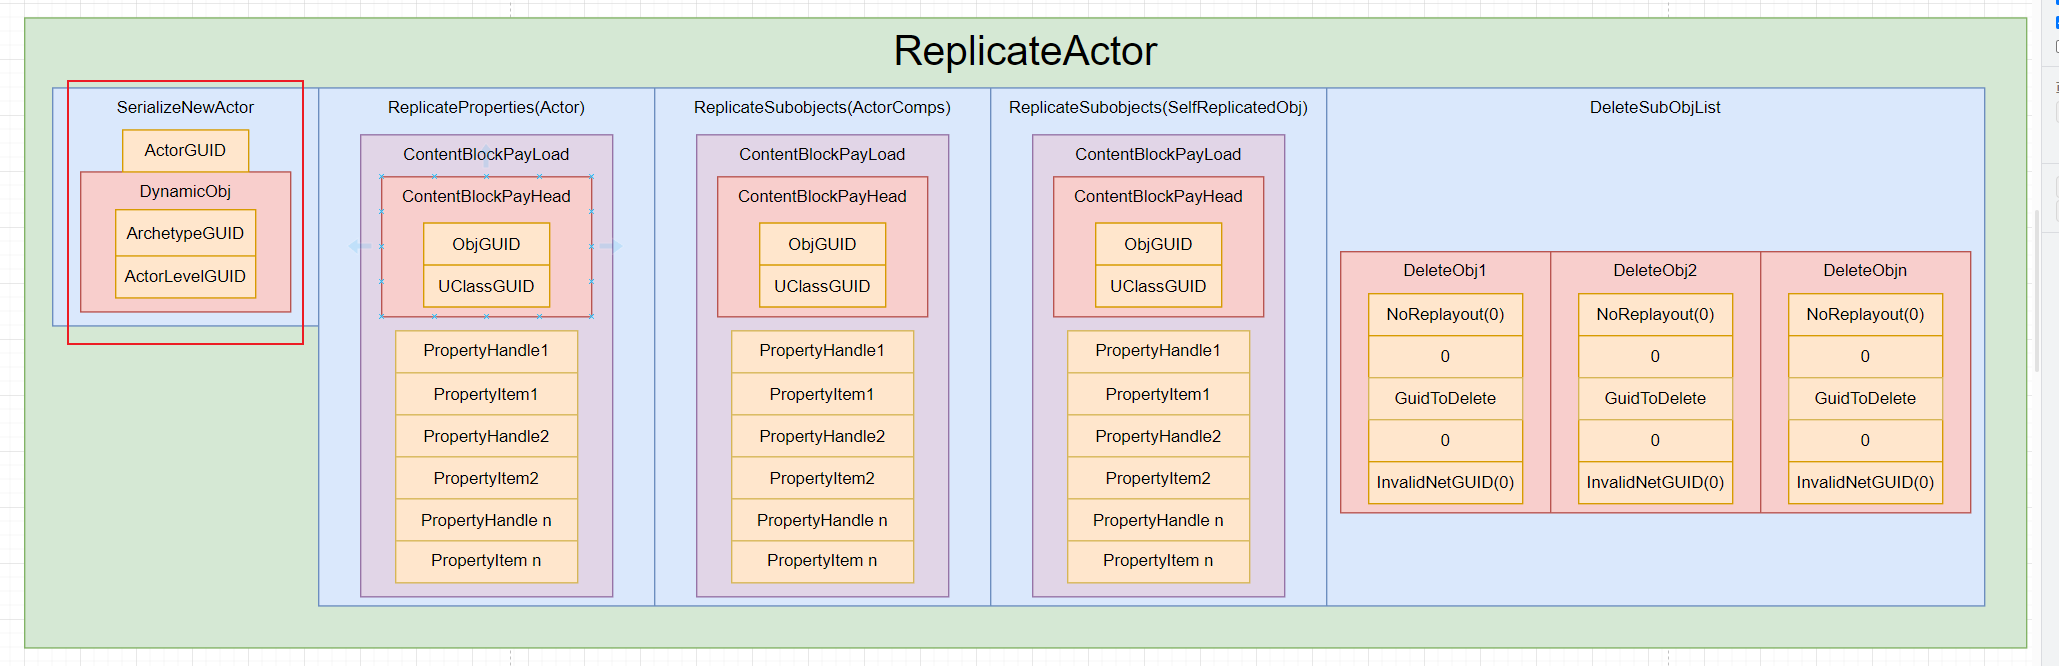 ReplicateActor
SerializeNewActor
ActorGUID
DynamicObj
ArchetypeGUID
ActorLevelGUID
ReplicateProperties(Actor)
ContentBlockPayLoad
ContentBlockPayHead
ObjGUID
UClassGUID
PropertyHandle1
PropertyItem1
PropertyHandle2
PropertyItem2
PropertyHandle n
PropertyItem n
ReplicateSubobjects(ActorComps)
ContentBlockPayLoad
ContentBlockPayHead
ObjGUID
UClassGUID
PropertyHandle1
PropertyItem1
PropertyHandle2
PropertyItem2
PropertyHandle n
PropertyItem n
ReplicateSubobjects(SelfReplicatedObj)
ContentBlockPayLoad
ContentBlockPayHead
ObjGUID
UClassGUID
PropertyHandle1
PropertyItem1
PropertyHandle2
PropertyItem2
PropertyHandle n
PropertyItem n
DeleteSubObjList
DeleteObj1
NoReplayout(0)
0
GuidToDelete
0
InvalidNetGUID(0)
DeleteObj2
NoReplayout(0)
0
GuidToDelete
0
InvalidNetGUID(0)
DeleteObjn
NoReplayout(0)
0
GuidToDelete
0
InvalidNetGUID(0)